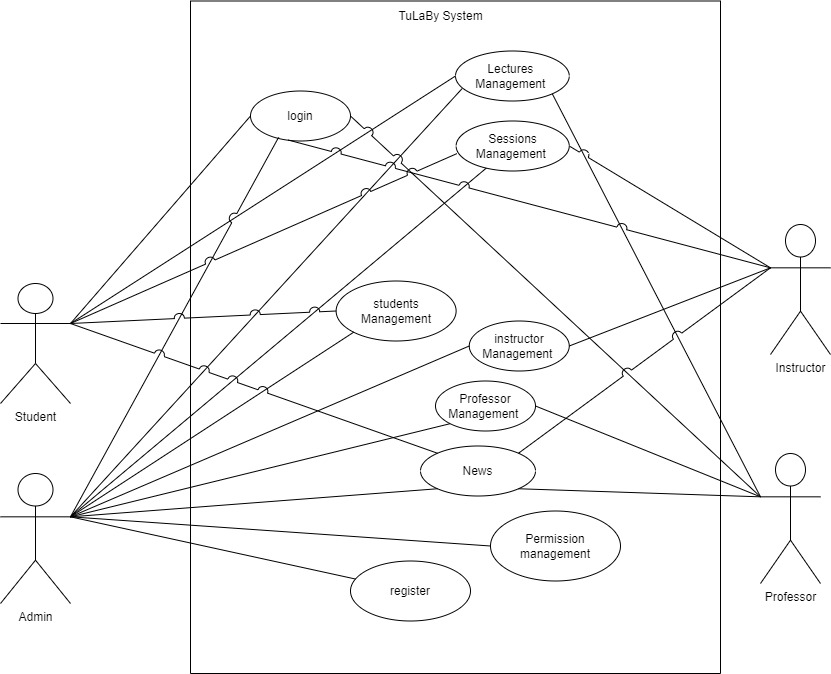 TuLaBy System
Lectures
Management
login
Sessions
Management
students
Management
instructor
Management
Instructor
Professor
Management
Student
News
Permission
management
register
Professor
Admin